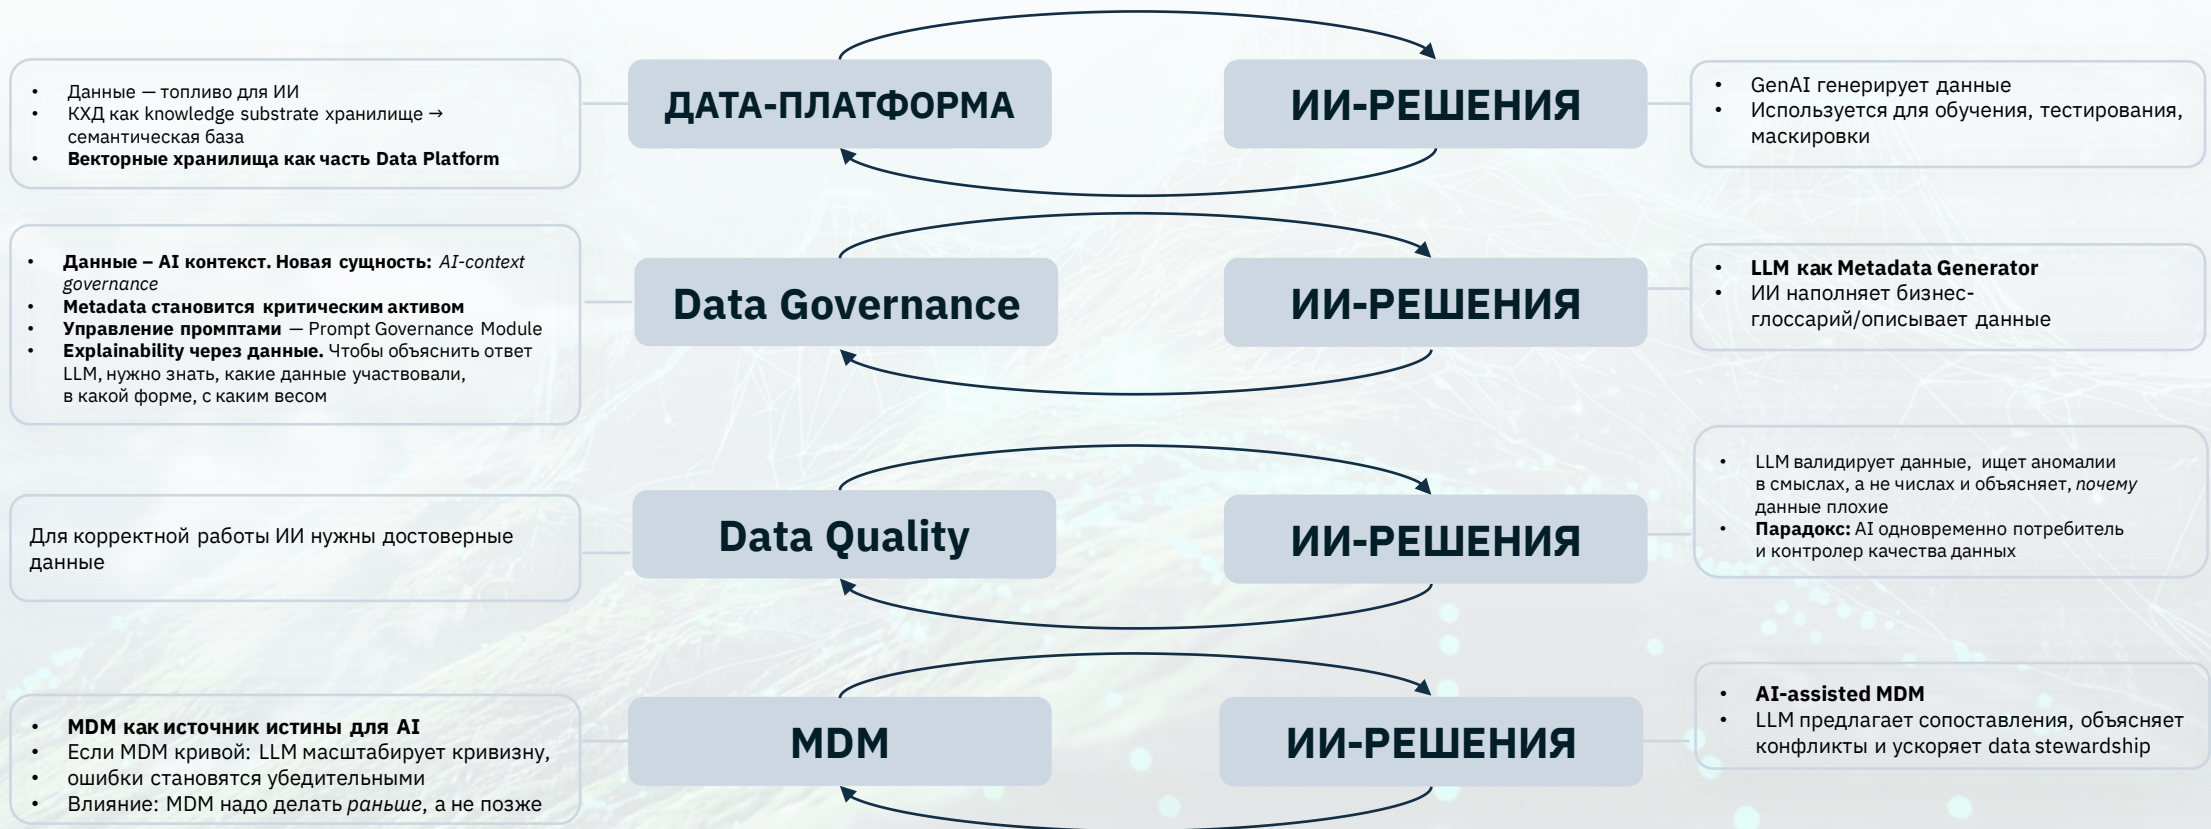 • Данные — топливо для ИИ
• КХД как knowledge substrate хранилище →
семантическая база
• Векторные хранилища как часть Data Platform
ДАТА-ПЛАТФОРМА
ИИ-РЕШЕНИЯ
• GenAI генерирует данные
• Используется для обучения, тестирования,
маскировки
• Данные – AI контекст. Новая сущность: AI-context
governance
• Metadata становится критическим активом
• Управление промптами — Prompt Governance Module
• Explainability через данные. Чтобы объяснить ответ
LLM, нужно знать, какие данные участвовали,
в какой форме, с каким весом
Data Governance
ИИ-РЕШЕНИЯ
• LLM как Metadata Generator
• ИИ наполняет бизнес-
глоссарий/описывает данные
Для корректной работы ИИ нужны достоверные
данные
Data Quality
ИИ-РЕШЕНИЯ
• LLM валидирует данные, ищет аномалии
в смыслах, а не числах и объясняет, почему
данные плохие
• Парадокс: AI одновременно потребитель
и контролер качества данных
• MDM как источник истины для AI
• Если MDM кривой: LLM масштабирует кривизну,
• ошибки становятся убедительными
• Влияние: MDM надо делать раньше, а не позже
MDM
ИИ-РЕШЕНИЯ
• AI-assisted MDM
• LLM предлагает сопоставления, объясняет
конфликты и ускоряет data stewardship